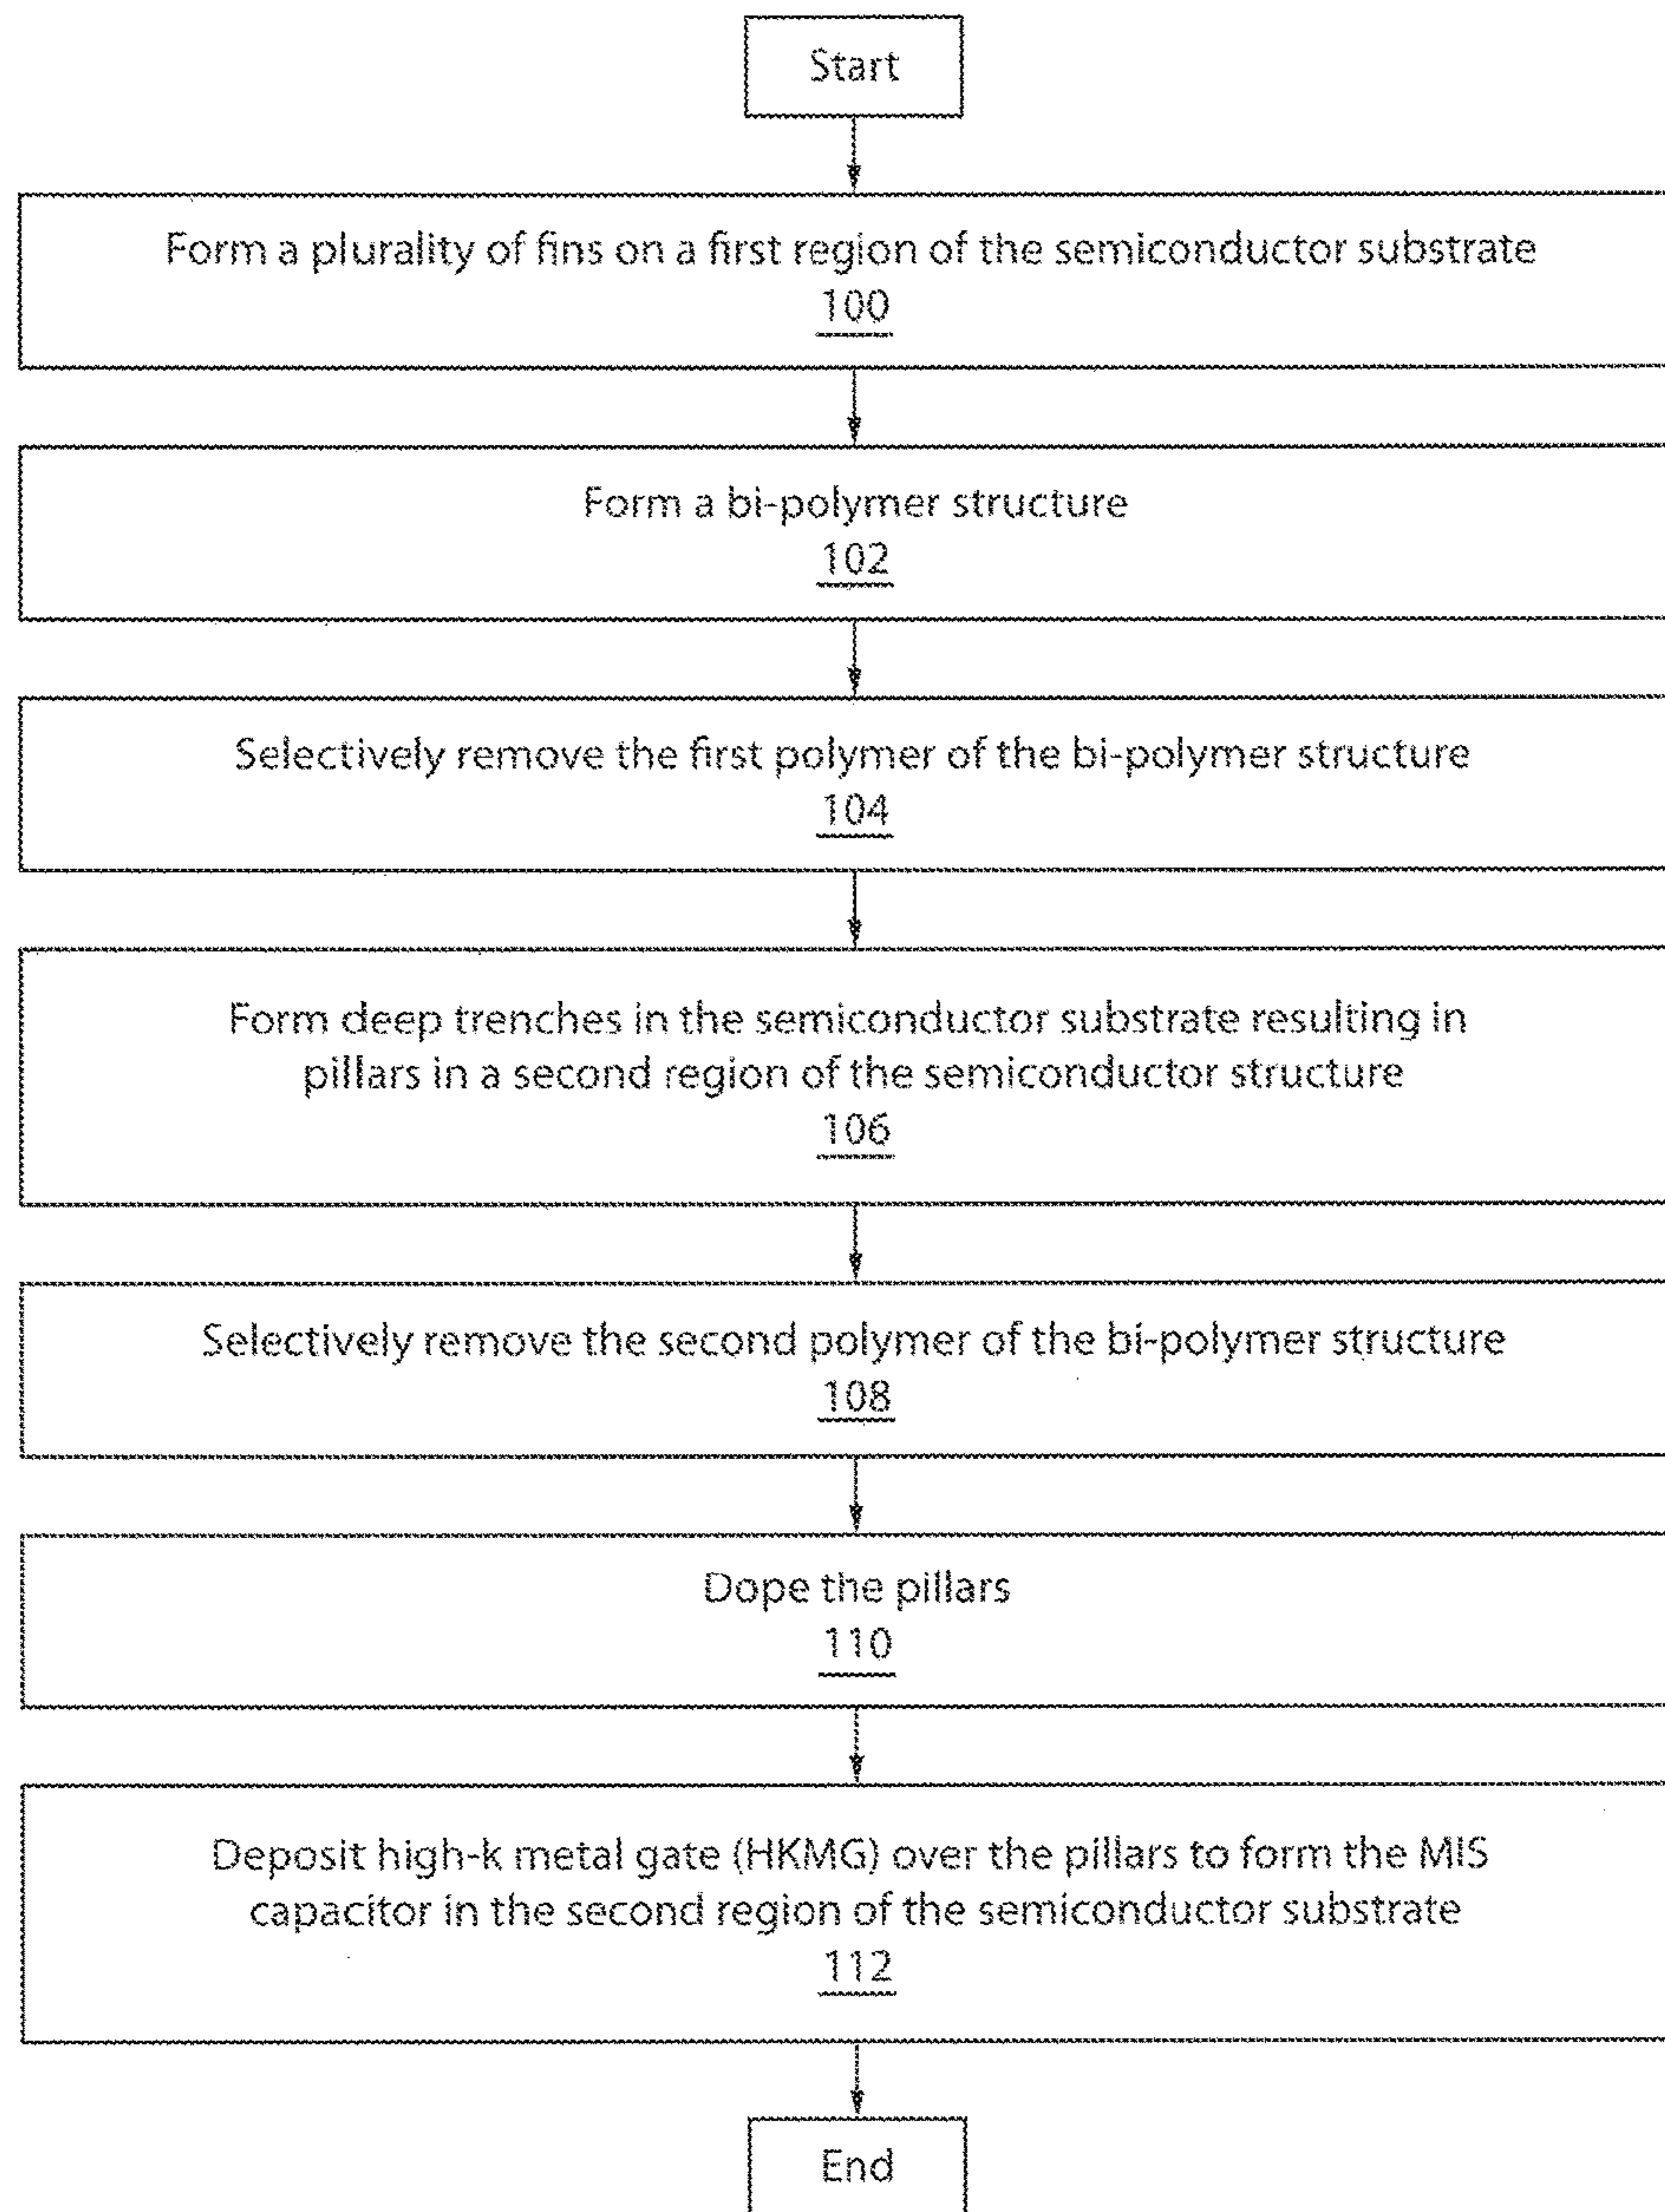 Start
Form a plurality of fins on a first region of the semiconductor substrate
100
Form a bi-polymer structure
102
Selectively remove the first polymer of the bi-polymer structure
104
Form deep trenches in the semiconductor substrate resulting in
pillars in a second region of the semiconductor structure
106
Selectively remove the second polymer of the bi-polymer structure
108
Dope the pillars
110
Deposit high-k metal gate (HKMG) over the pillars to form the MIS
capacitor in the second region of the semiconductor substrate
112
End